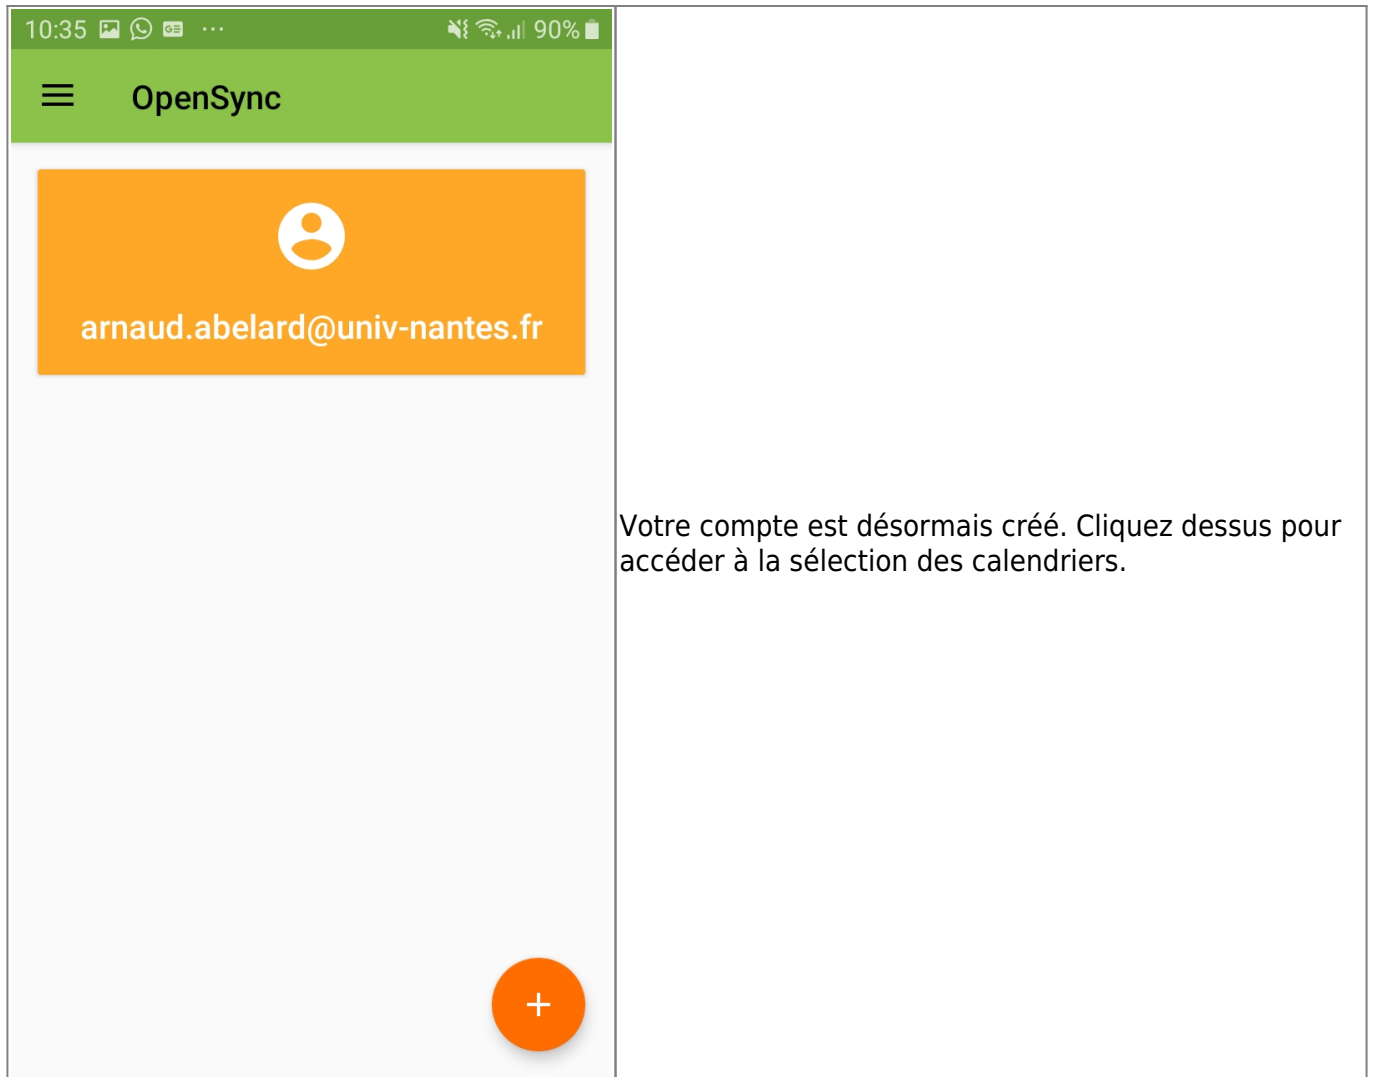 10:35 ... 90%
OpenSync
arnaud.abelard@univ-nantes.fr
+
Votre compte est désormais créé. Cliquez dessus pour
accéder à la sélection des calendriers.